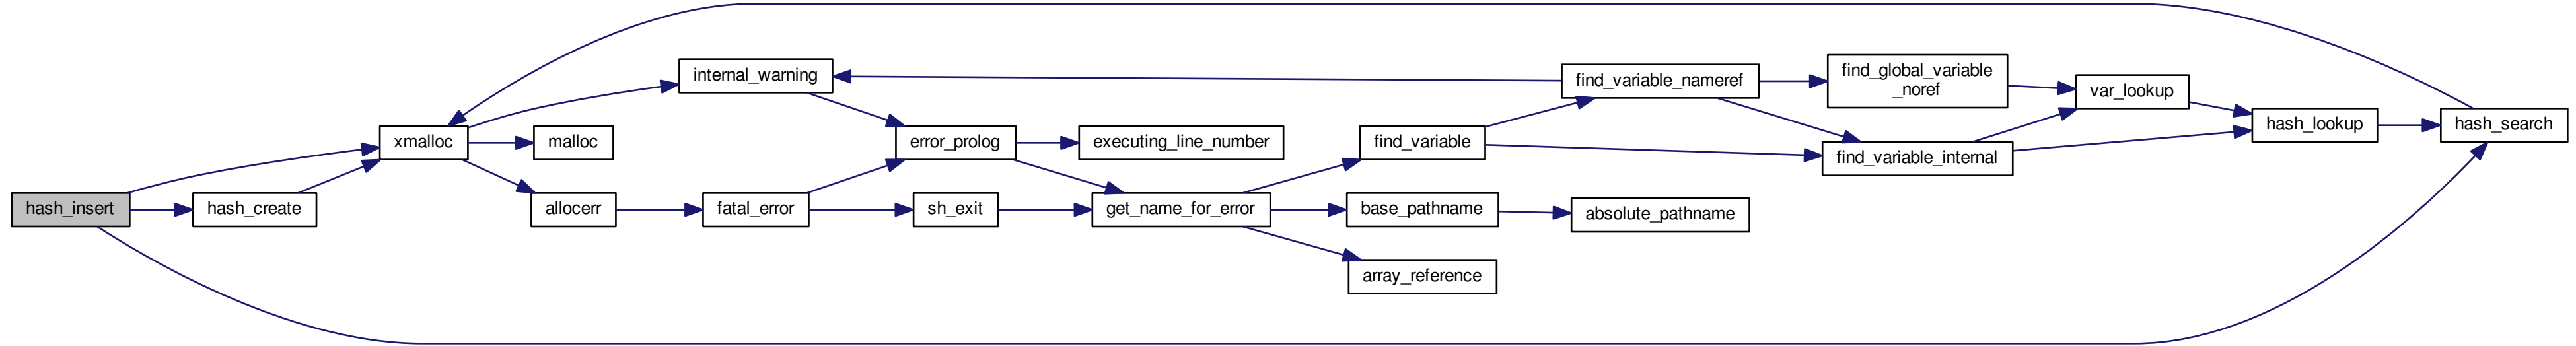 hash_insert
xmalloc
hash_create
internal_warning
malloc
allocerr
error_prolog
fatal_error
executing_line_number
sh_exit
get_name_for_error
find_variable
base_pathname
array_reference
find_variable_nameref
absolute_pathname
find_global_variable
_noref
find_variable_internal
var_lookup
hash_lookup
hash_search